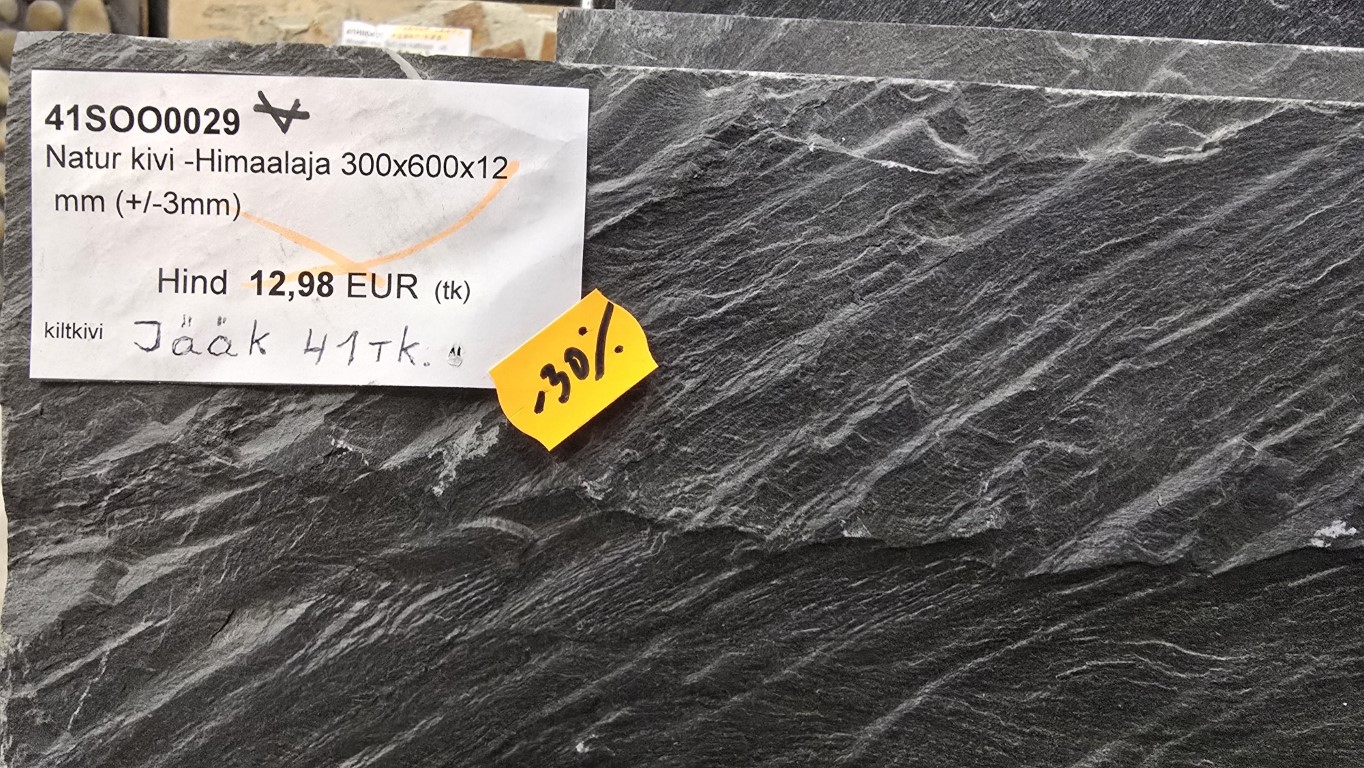 41SOO0029
Natur kivi -Himaalaja 300x600x12
mm (+/-3mm)
Hind 12,98 EUR (tk)
kiltkivi Jääk 41Tk.
-30%